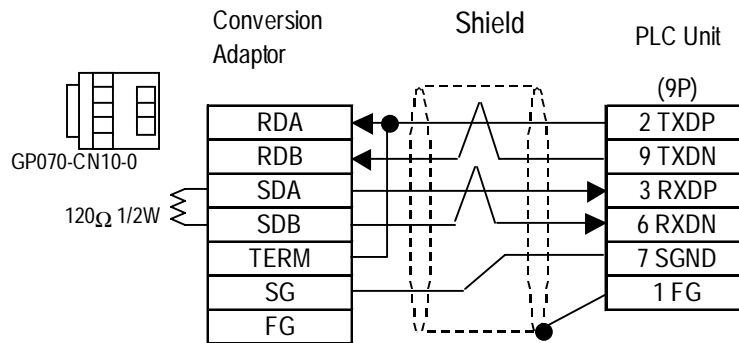 Conversion
Adaptor
Shield
PLC Unit
(9P)
GP070-CN10-0
120Ω 1/2W
RDA
RDB
SDA
SDB
TERM
SG
FG
2 TXDP
9 TXDN
3 RXDP
6 RXDN
7 SGND
1 FG